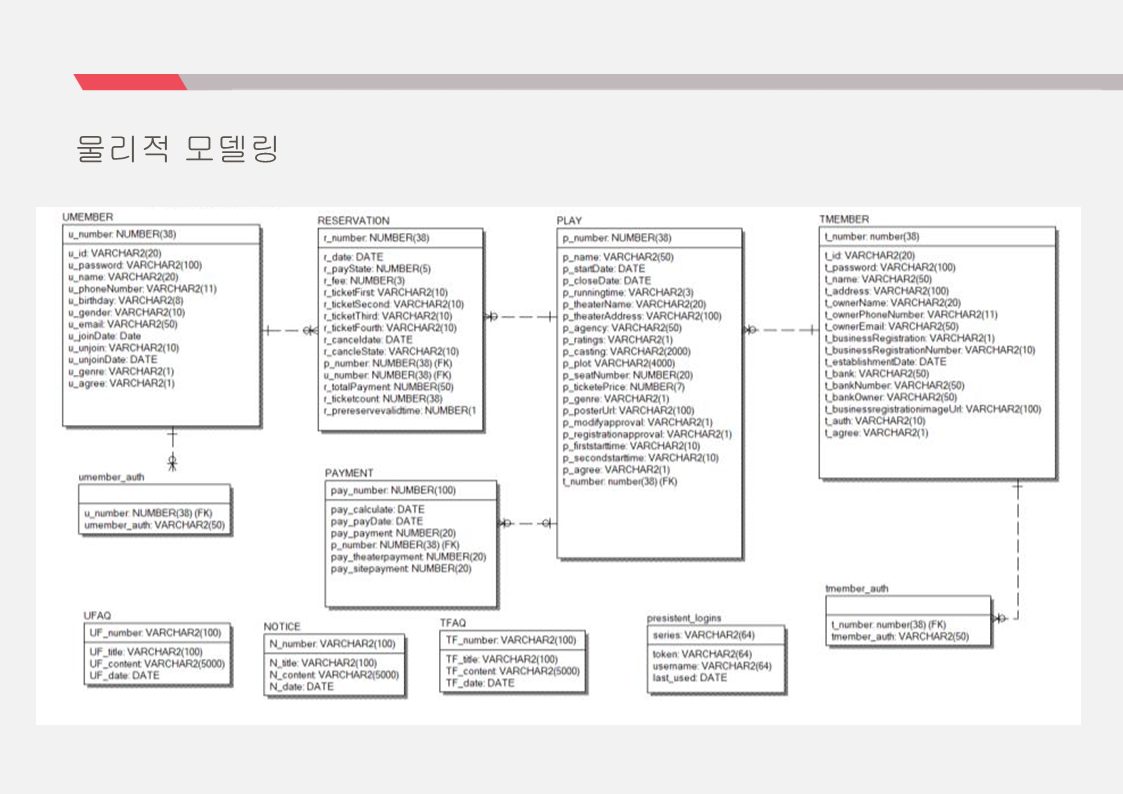 물리적 모델링
UMEMBER
u_number: NUMBER(38)
u_id: VARCHAR2(20)
u_password: VARCHAR2(100)
u_name: VARCHAR2(20)
u_phoneNumber: VARCHAR2(11)
u_birthday: VARCHAR2(8)
u_gender: VARCHAR2(10)
u_email: VARCHAR2(50)
u_joinDate: Date
u_unjoin: VARCHAR2(10)
u_unjoinDate: DATE
u_genre: VARCHAR2(1)
u_agree: VARCHAR2(1)
RESERVATION
r_number: NUMBER(38)
r_date: DATE
r_payState: NUMBER(5)
r_fee: NUMBER(3)
r_ticketFirst: VARCHAR2(10)
r_ticketSecond: VARCHAR2(10)
r_ticketThird: VARCHAR2(10)
r_ticketFourth: VARCHAR2(10)
r_canceldate: DATE
r_cancleState: VARCHAR2(10)
p_number: NUMBER(38) (FK)
u_number: NUMBER(38) (FK)
r_totalPayment: NUMBER(50)
r_ticketcount: NUMBER(38)
r_prereservevalidtime: NUMBER(1
PLAY
p_number: NUMBER(38)
p_name: VARCHAR2(50)
p_startDate: DATE
p_closeDate: DATE
p_runningtime: VARCHAR2(3)
p_theaterName: VARCHAR2(20)
p_theaterAddress: VARCHAR2(100)
p_agency: VARCHAR2(50)
p_ratings: VARCHAR2(1)
p_casting: VARCHAR2(2000)
p_plot: VARCHAR2(4000)
p_seatNumber: NUMBER(20)
p_ticketePrice: NUMBER(7)
p_genre: VARCHAR2(1)
p_posterUrl: VARCHAR2(100)
p_modifyapproval: VARCHAR2(1)
p_registrationapproval: VARCHAR2(1)
p_firststarttime: VARCHAR2(10)
p_secondstarttime: VARCHAR2(10)
p_agree: VARCHAR2(1)
t_number: number(38) (FK)
TMEMBER
t_number: number(38)
t_id: VARCHAR2(20)
t_password: VARCHAR2(100)
t_name: VARCHAR2(50)
t_address: VARCHAR2(100)
t_ownerName: VARCHAR2(20)
t_ownerPhoneNumber: VARCHAR2(11)
t_ownerEmail: VARCHAR2(50)
t_businessRegistration: VARCHAR2(1)
t_businessRegistrationNumber: VARCHAR2(10)
t_establishmentDate: DATE
t_bank: VARCHAR2(50)
t_bankNumber: VARCHAR2(50)
t_bankOwner: VARCHAR2(50)
t_businessregistrationimageUrl: VARCHAR2(100)
t_auth: VARCHAR2(10)
t_agree: VARCHAR2(1)
umember_auth
u_number: NUMBER(38) (FK)
umember_auth: VARCHAR2(50)
PAYMENT
pay_number: NUMBER(100)
pay_calculate: DATE
pay_payDate: DATE
pay_payment: NUMBER(20)
p_number: NUMBER(38) (FK)
pay_theaterpayment: NUMBER(20)
pay_sitepayment: NUMBER(20)
tmember_auth
t_number: number(38) (FK)
tmember_auth: VARCHAR2(50)
UFAQ
UF_number: VARCHAR2(100)
UF_title: VARCHAR2(100)
UF_content: VARCHAR2(5000)
UF_date: DATE
NOTICE
N_number: VARCHAR2(100)
N_title: VARCHAR2(100)
N_content: VARCHAR2(5000)
N_date: DATE
TFAQ
TF_number: VARCHAR2(100)
TF_title: VARCHAR2(100)
TF_content: VARCHAR2(5000)
TF_date: DATE
presistent_logins
series: VARCHAR2(64)
token: VARCHAR2(64)
username: VARCHAR2(64)
last_used: DATE